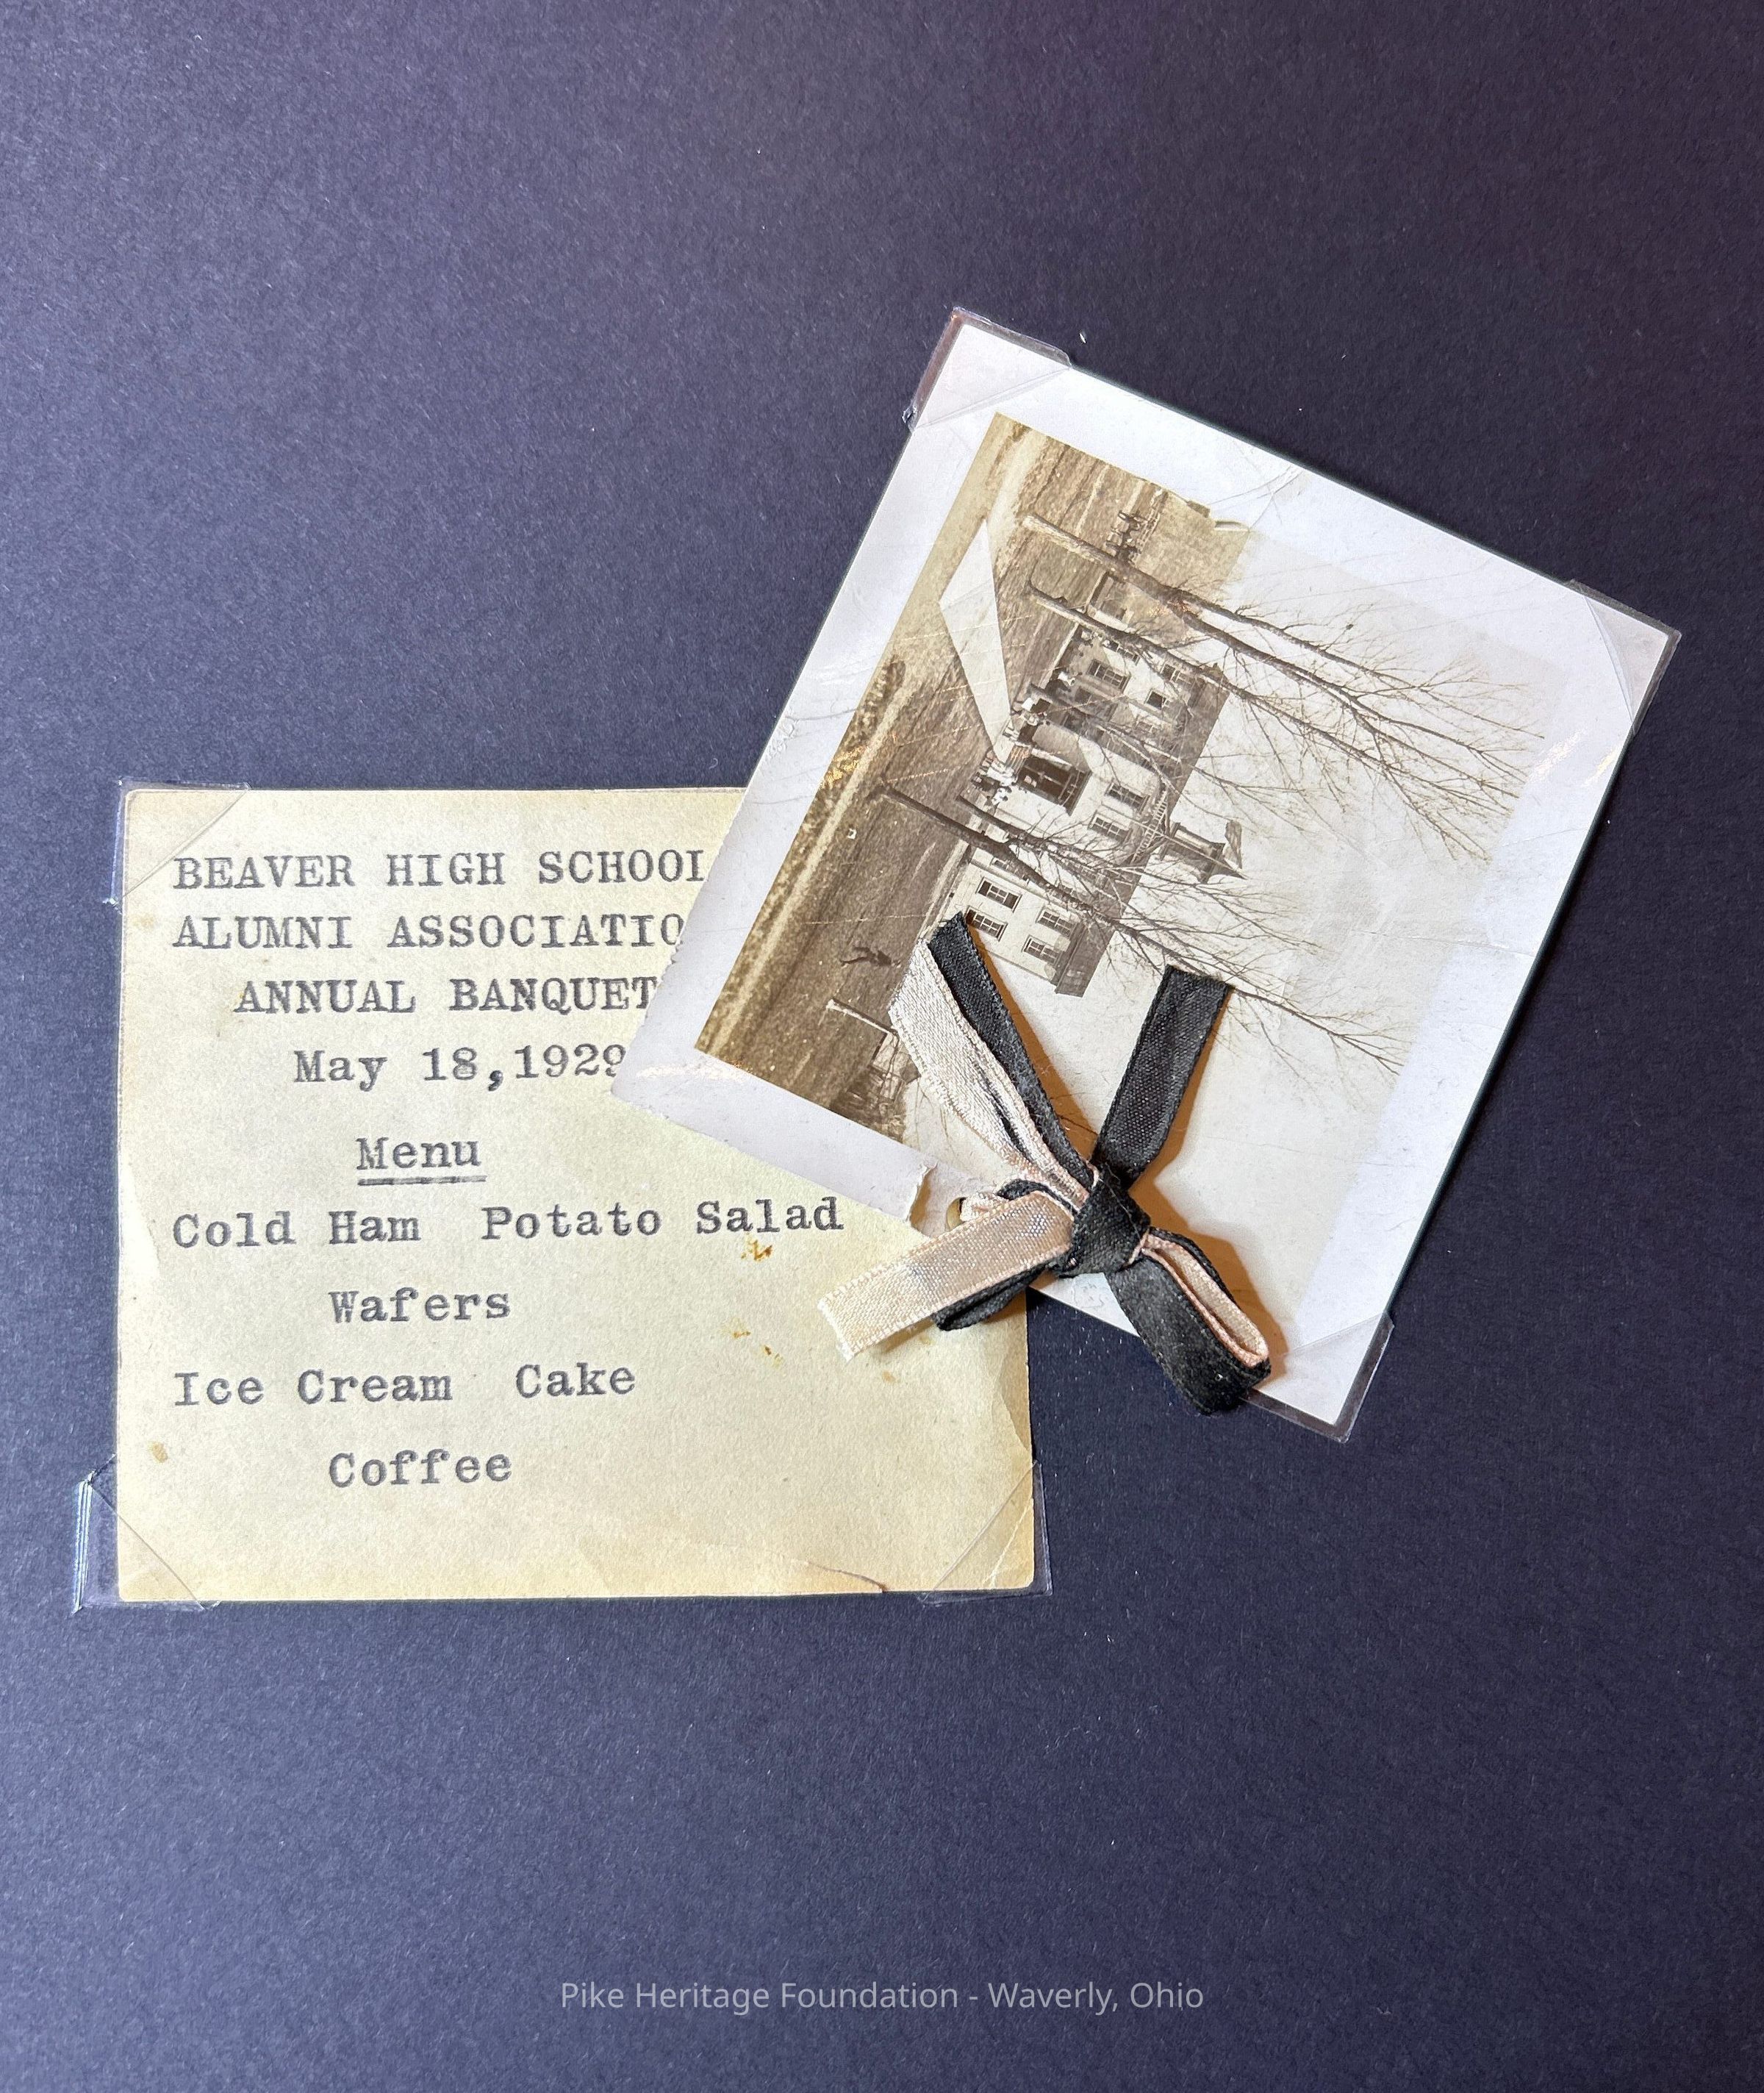 BEAVER HIGH SCHOOL
ALUMNI ASSOCIATIO
ANNUAL BANQUET
May 18,1929
Menu
Cold Ham Potato Salad
Wafers
Ice Cream Cake
Coffee
Pike Heritage Foundation - Waverly, Ohio